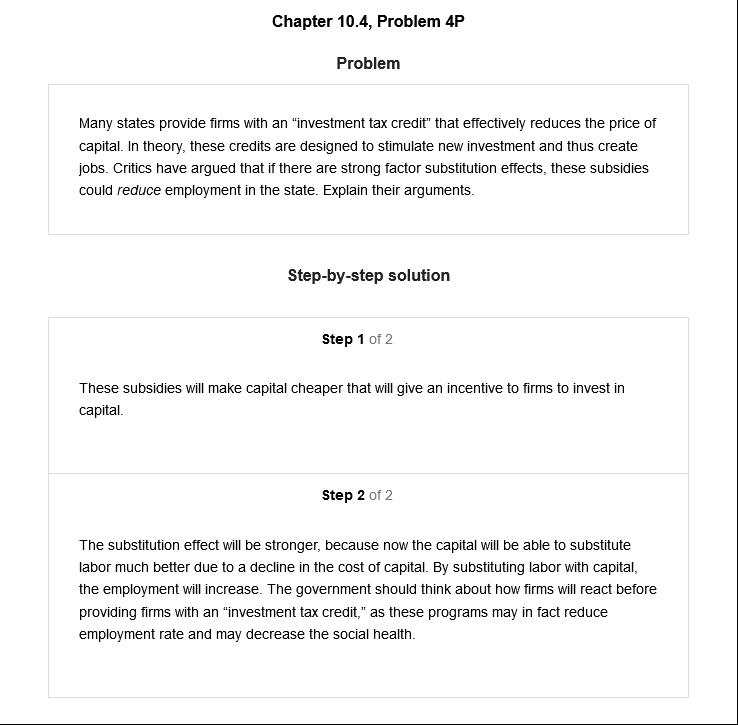 Chapter 10.4, Problem 4P
Problem
Many states provide firms with an “investment tax credit” that effectively reduces the price of
capital. In theory, these credits are designed to stimulate new investment and thus create
jobs. Critics have argued that if there are strong factor substitution effects, these subsidies
could reduce employment in the state. Explain their arguments.
Step-by-step solution
Step 1 of 2
These subsidies will make capital cheaper that will give an incentive to firms to invest in
capital.
Step 2 of 2
The substitution effect will be stronger, because now the capital will be able to substitute
labor much better due to a decline in the cost of capital. By substituting labor with capital,
the employment will increase. The government should think about how firms will react before
providing firms with an “investment tax credit,” as these programs may in fact reduce
employment rate and may decrease the social health.